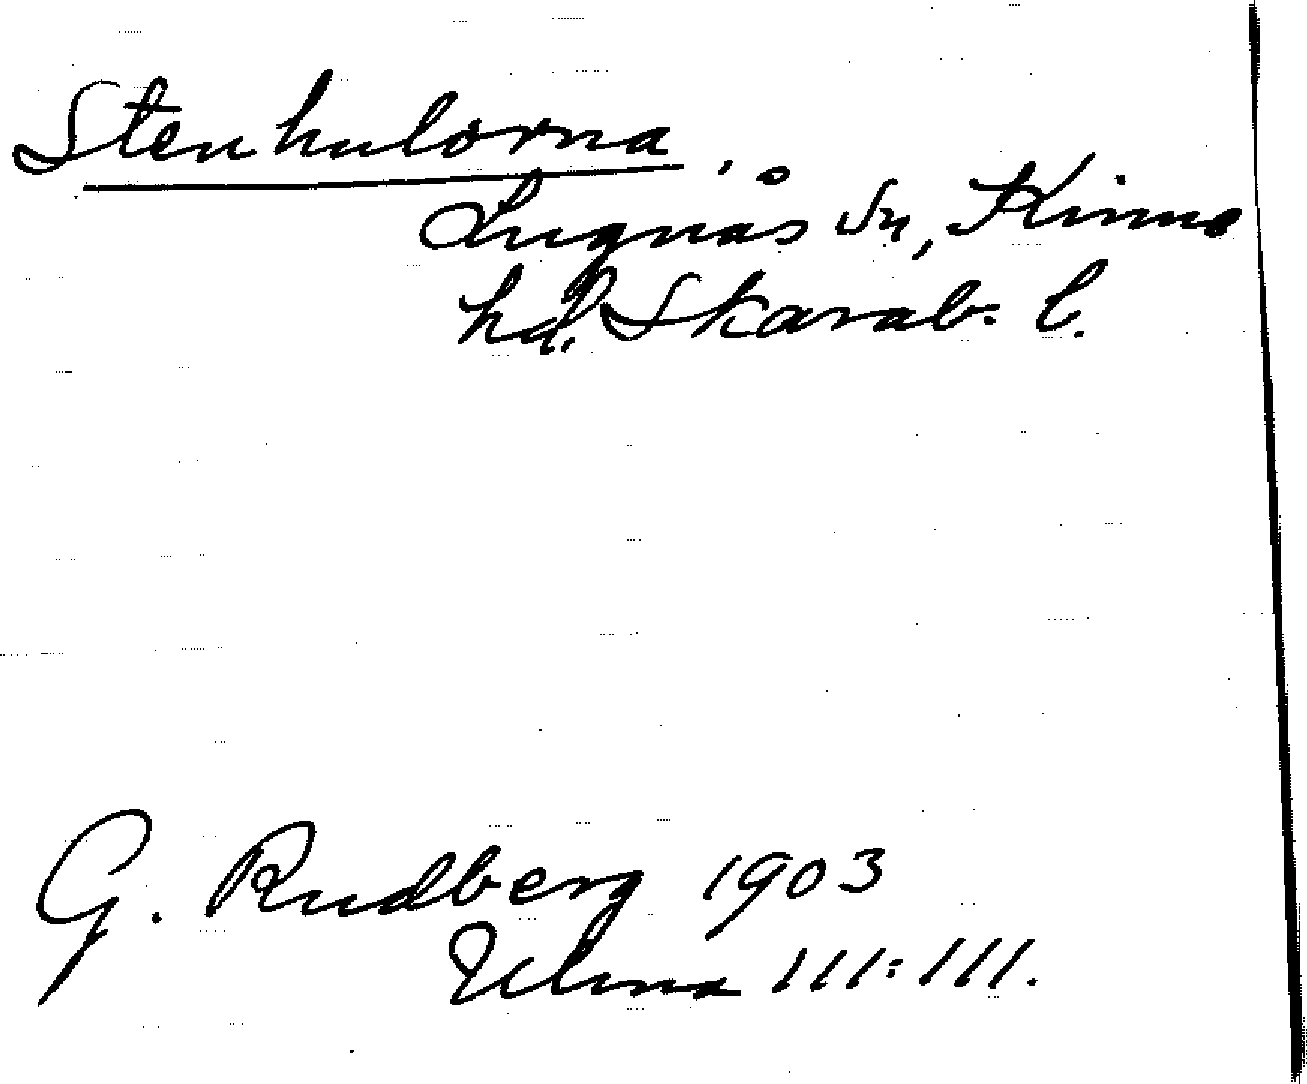 Stenhulorna
Lugnås sn, Kinne
hd. Skarab. l.
G. Rudberg 1903
Ulma 111:111.